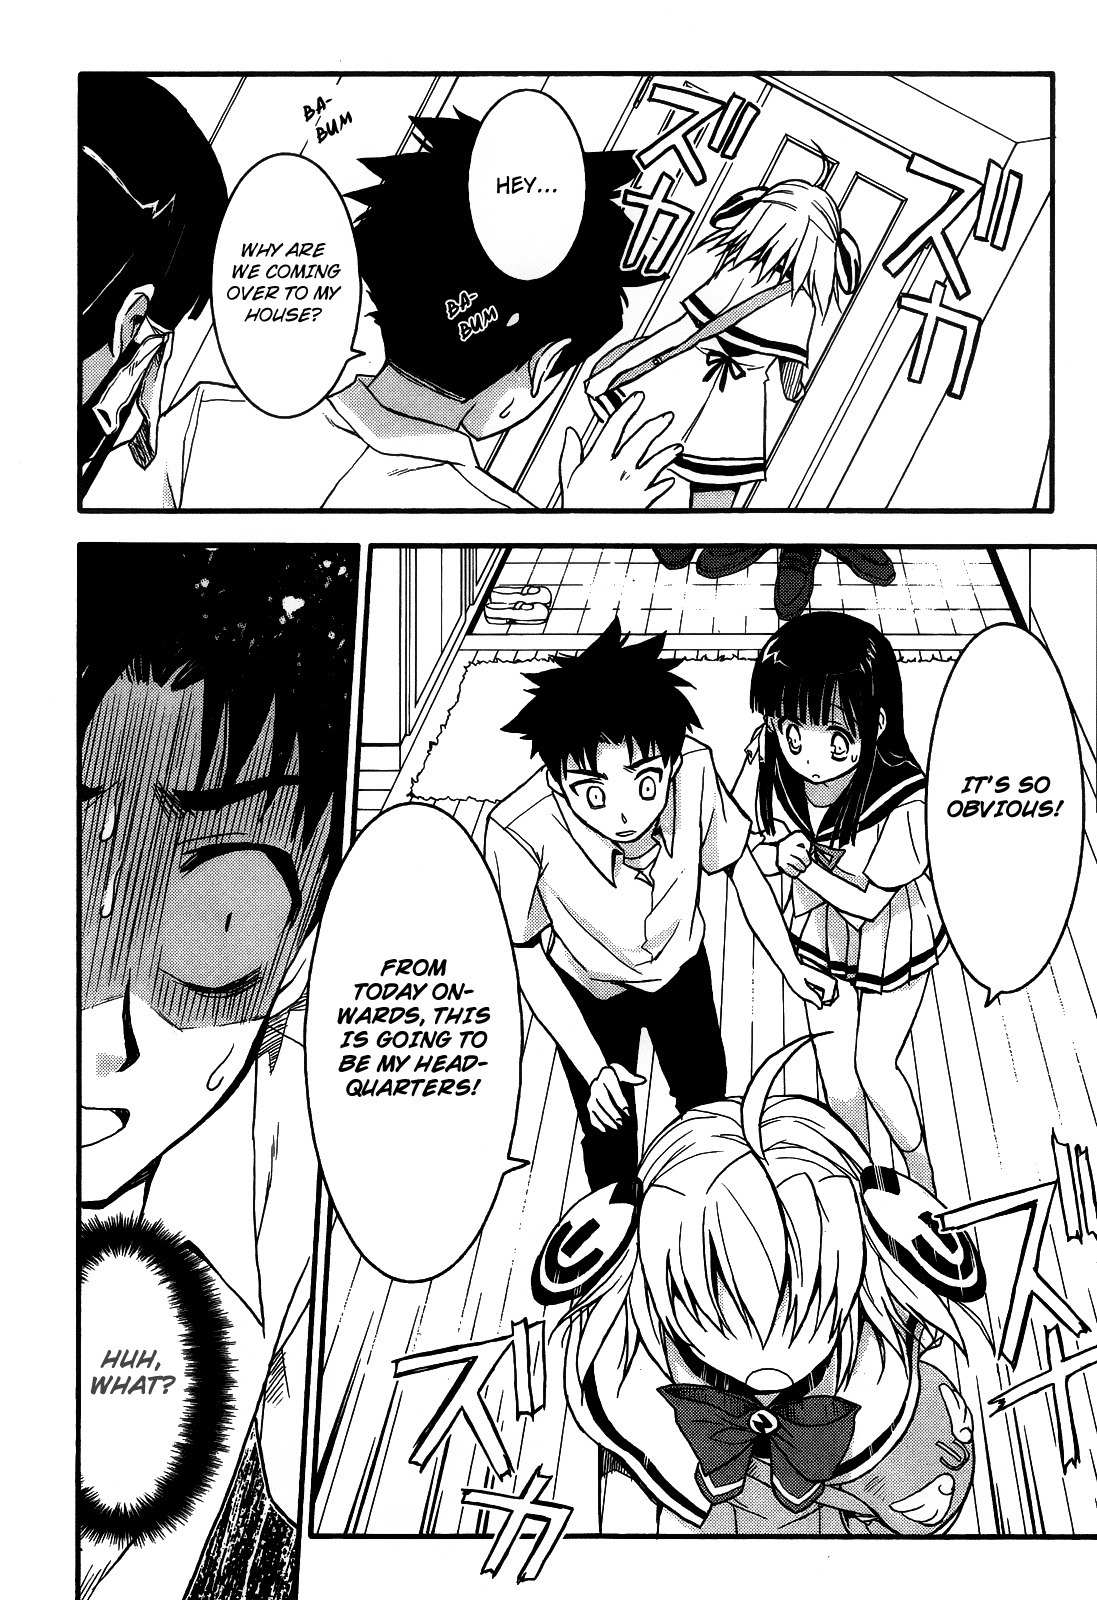 ズカ
ズカ
HEY...
BA-
BUM
BA-
BUM
WHY ARE
WE COMING
OVER TO MY
HOUSE?
IT'S SO
OBVIOUS!
FROM
TODAY ON-
WARDS, THIS
IS GOING TO
BE MY HEAD-
QUARTERS!
ズカ
ズカ
HUH,
WHAT?